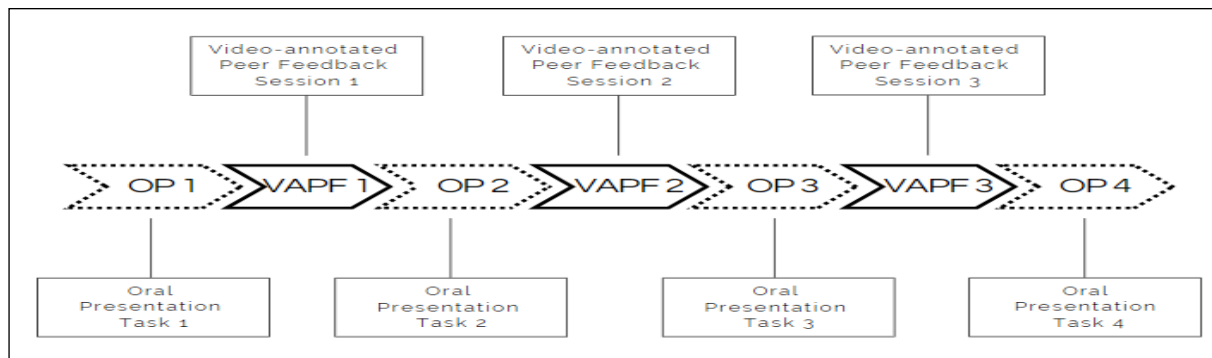 Video-annotated
Peer Feedback
Session 1
Video-annotated
Peer Feedback
Session 2
Video-annotated
Peer Feedback
Session 3
OP 1
VAPF 1
OP 2
VAPF 2
OP 3
VAPF 3
OP 4
Oral
Presentation
Task 1
Oral
Presentation
Task 2
Oral
Presentation
Task 3
Oral
Presentation
Task 4